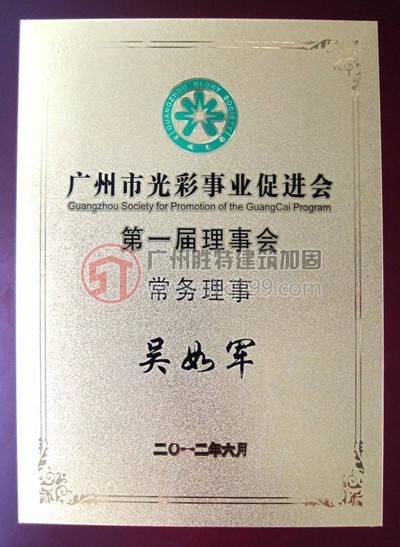 GUANGZHOU GLORY SOCIETY
广州市光彩事业促进会
Guangzhou Society for Promotion of the GuangCai Program
第一届理事会
广州胜特建筑加固
常务理事
吴如军
二〇一二年六月